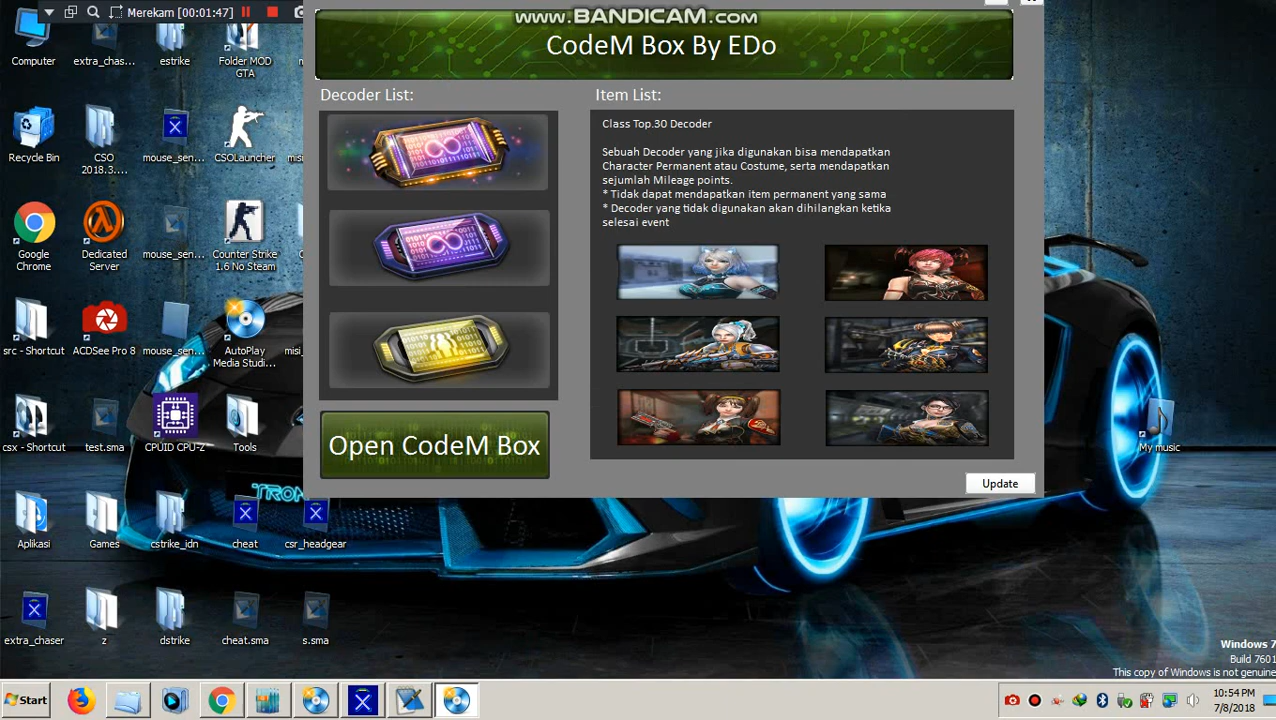 Merekam [00:01:47]
www.BANDICAM.com
CodeM Box By EDo
Decoder List:
Item List:
Class Top.30 Decoder
Sebuah Decoder yang jika digunakan bisa mendapatkan
Character Permanent atau Costume, serta mendapatkan
sejumlah Mileage points.
* Tidak dapat mendapatkan item permanent yang sama
* Decoder yang tidak digunakan akan dihilangkan ketika
selesai event
Open CodeM Box
Update
Computer
extra_chas...
estrike
Folder MOD
GTA
Recycle Bin
CSO
2018.3....
mouse_sen...
CSOLauncher
misi
Google
Chrome
Dedicated
Server
mouse_sen...
Counter Strike
1.6 No Steam
src - Shortcut
ACDSee Pro 8
mouse_sen...
AutoPlay
Media Studi...
misi_
csx - Shortcut
test.sma
CPUID CPU-Z
Tools
TRON
My music
Aplikasi
Games
cstrike_idn
cheat
csr_headgear
extra_chaser
z
dstrike
cheat.sma
s.sma
Windows 7
Build 7601
This copy of Windows is not genuine
Start
10:54 PM
7/8/2018